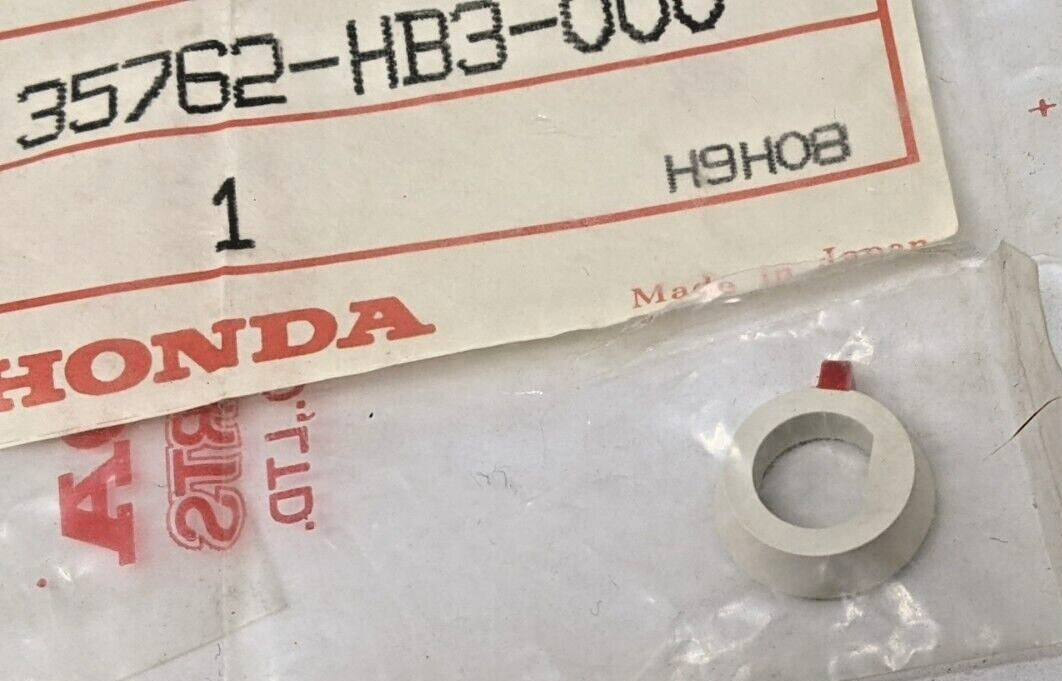 35762-HB3-000
H9H08
1
Made in Japan
HONDA